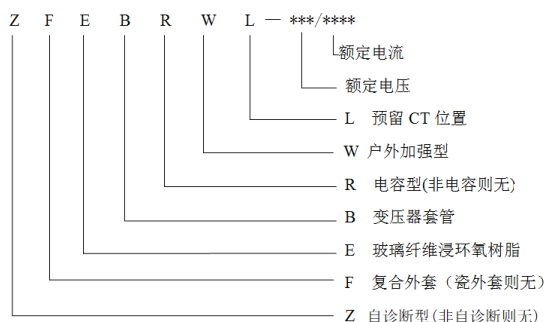 Z F E B R W L — ***/****
额定电流
额定电压
L 预留 CT 位置
W 户外加强型
R 电容型(非电容则无)
B 变压器套管
E 玻璃纤维浸环氧树脂
F 复合外套（瓷外套则无）
Z 自诊断型(非自诊断则无)